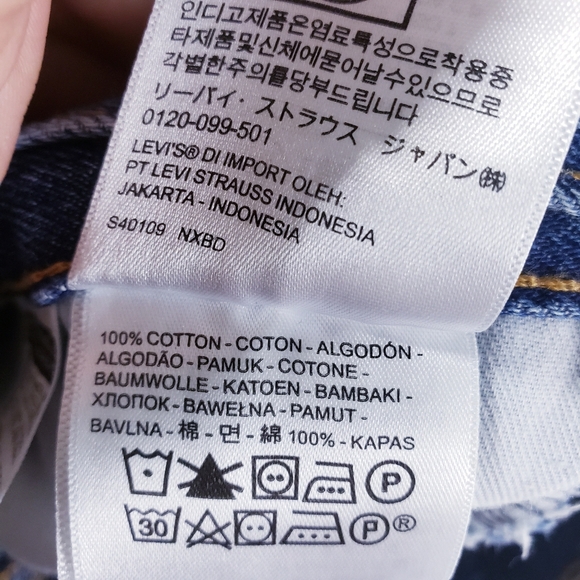 인디고제품은염료특성으로착용중
타제품및신체에묻어날수있으므로
각별한주의를당부드립니다
リーバイ・ストラウス ジャパン㈱
0120-099-501
LEVI'S® DI IMPORT OLEH:
PT LEVI STRAUSS INDONESIA
JAKARTA - INDONESIA
S40109 NXBD
100% COTTON - COTON - ALGODÓN -
ALGODÃO - PAMUK - COTONE -
BAUMWOLLE - KATOEN - BAMBAKI -
ХЛОПОК - BAWEŁNA - PAMUT -
BAVLNA - 棉 - 면 - 綿 100% - KAPAS
P
30 P ®